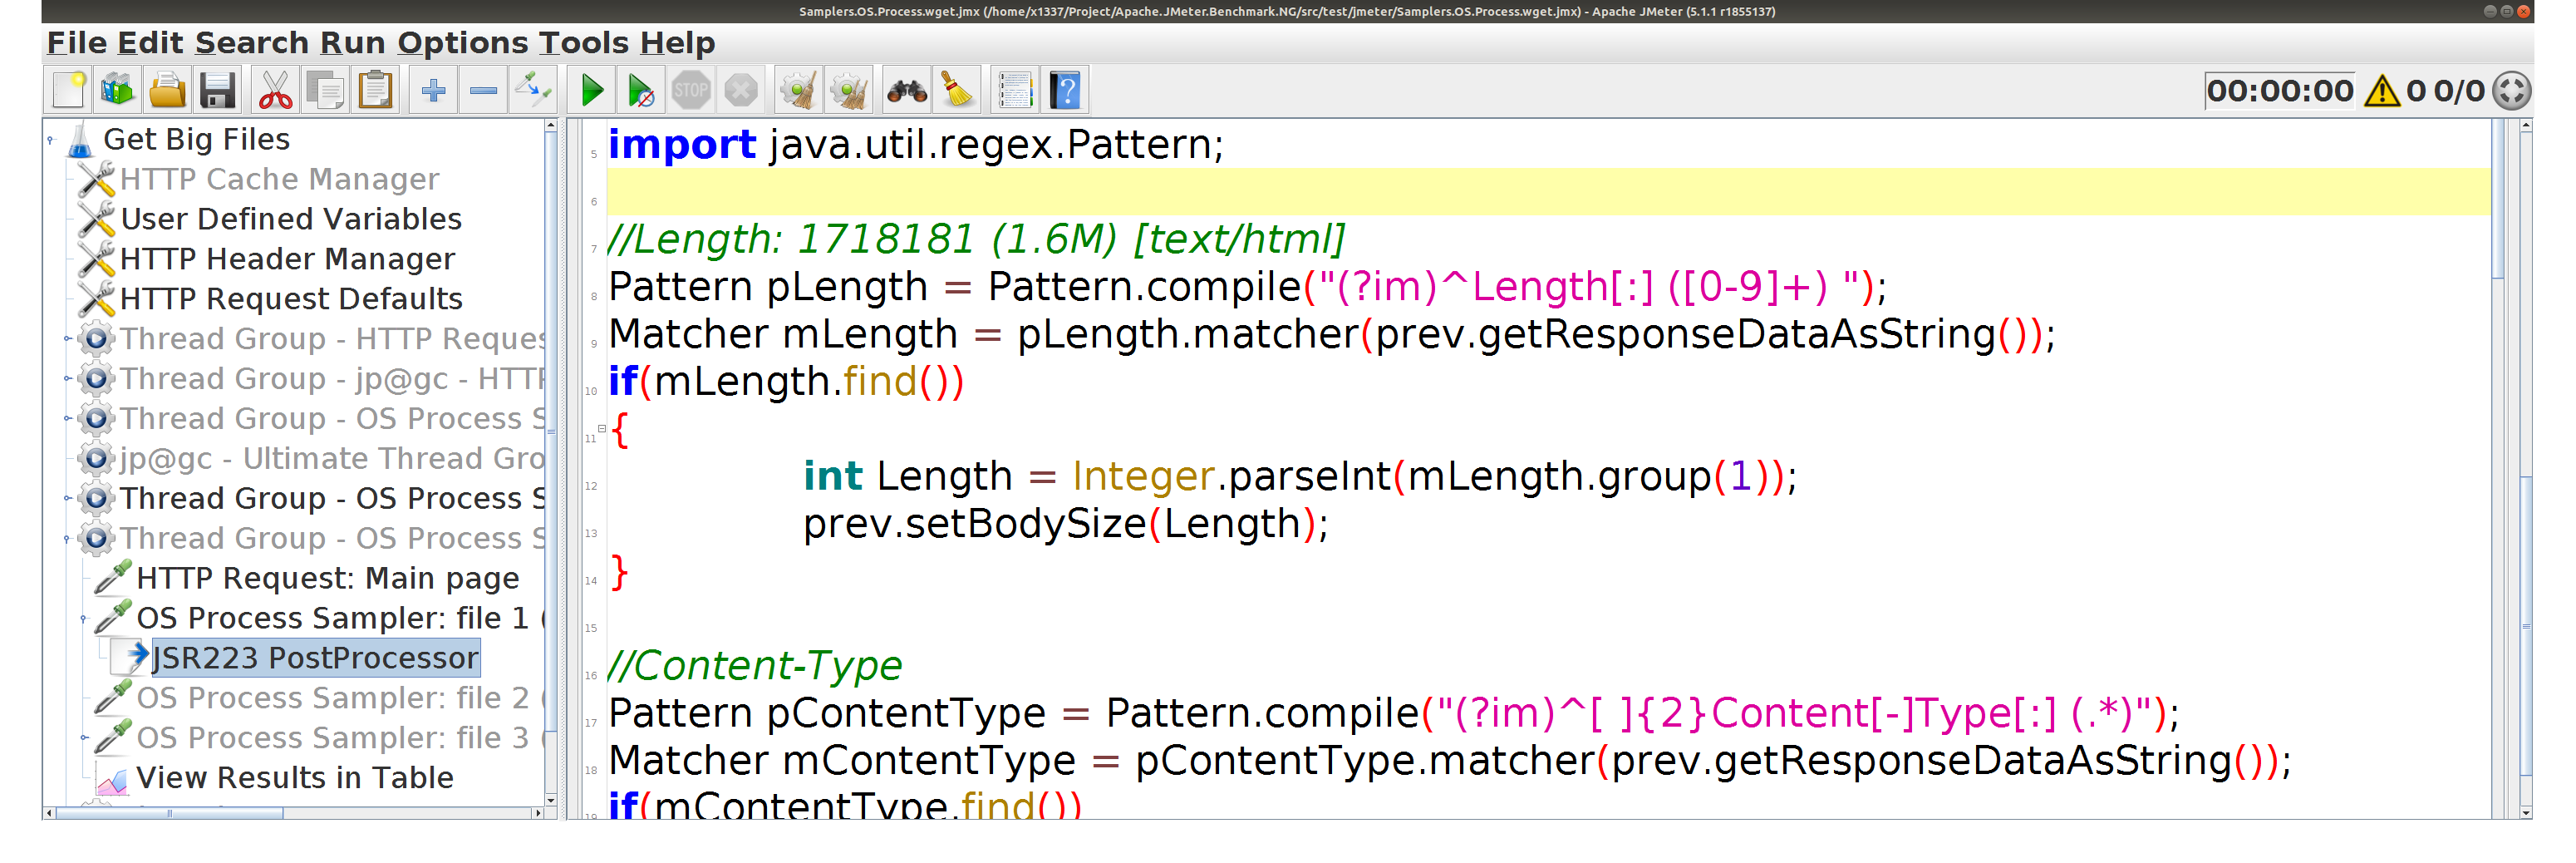 Samplers.OS.Process.wget.jmx (/home/x1337/Project/Apache.JMeter.Benchmark.NG/src/test/jmeter/Samplers.OS.Process.wget.jmx) - Apache JMeter (5.1.1 r1855137)
File Edit Search Run Options Tools Help
STOP
00:00:00 0 0/0
Get Big Files
HTTP Cache Manager
User Defined Variables
HTTP Header Manager
HTTP Request Defaults
Thread Group - HTTP Reques
Thread Group - jp@gc - HTTP
Thread Group - OS Process S
jp@gc - Ultimate Thread Gro
Thread Group - OS Process S
Thread Group - OS Process S
HTTP Request: Main page
OS Process Sampler: file 1 (
JSR223 PostProcessor
OS Process Sampler: file 2 (
OS Process Sampler: file 3 (
View Results in Table
5 import java.util.regex.Pattern;
6
7 //Length: 1718181 (1.6M) [text/html]
8 Pattern pLength = Pattern.compile("(?im)^Length[:] ([0-9]+) ");
9 Matcher mLength = pLength.matcher(prev.getResponseDataAsString());
10 if(mLength.find())
11 {
12 int Length = Integer.parseInt(mLength.group(1));
13 prev.setBodySize(Length);
14 }
15
16 //Content-Type
17 Pattern pContentType = Pattern.compile("(?im)^[ ]{2}Content[-]Type[:] (.*)");
18 Matcher mContentType = pContentType.matcher(prev.getResponseDataAsString());
19 if(mContentType.find())